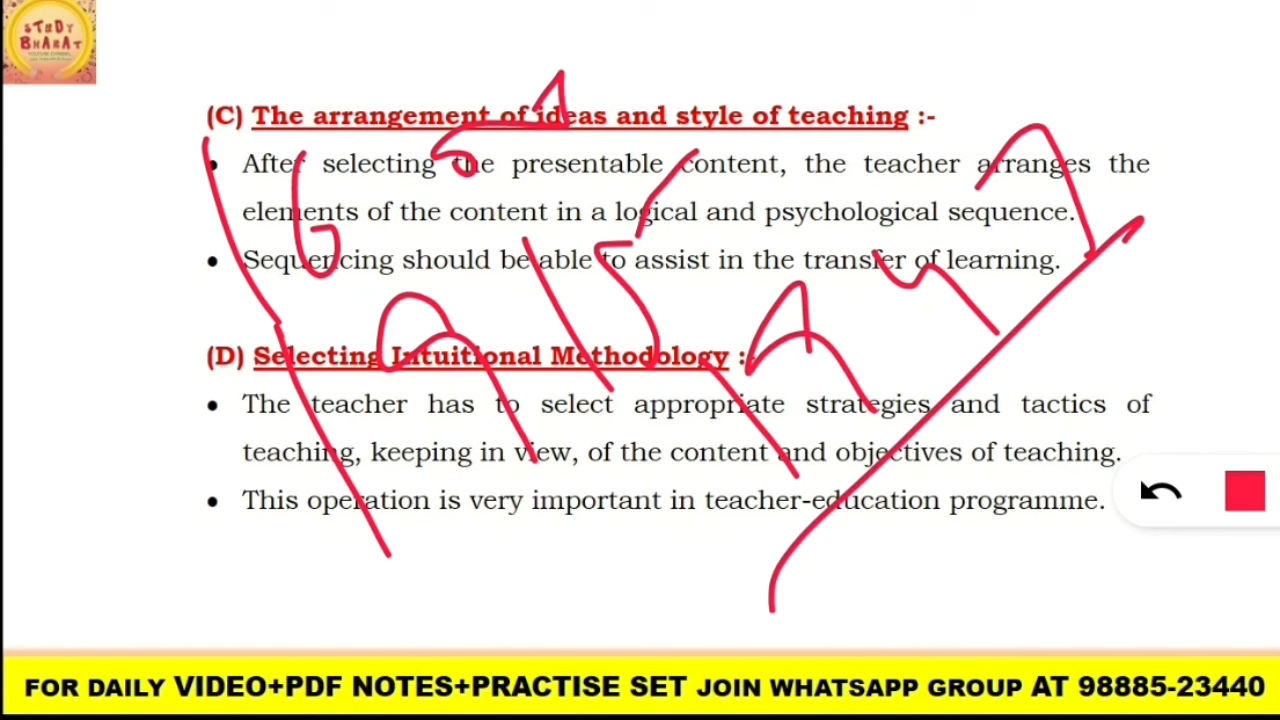 STUDY
BHARAT
YOUTUBE CHANNEL
(C) The arrangement of ideas and style of teaching :-
• After selecting the presentable content, the teacher arranges the
elements of the content in a logical and psychological sequence.
• Sequencing should be able to assist in the transfer of learning.
(D) Selecting Intuitional Methodology :-
• The teacher has to select appropriate strategies and tactics of
teaching, keeping in view, of the content and objectives of teaching.
• This operation is very important in teacher-education programme.
FOR DAILY VIDEO+PDF NOTES+PRACTISE SET JOIN WHATSAPP GROUP AT 98885-23440